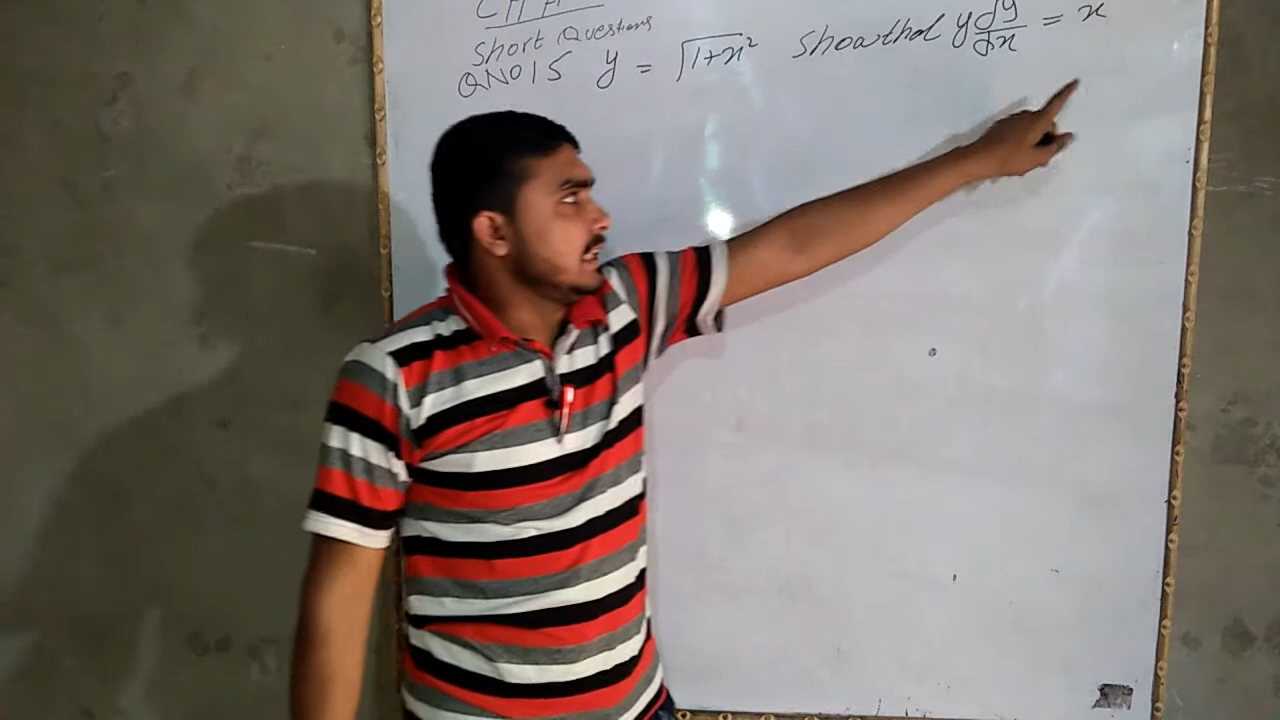 Short Questions
QNO15 y = √1+x² Showthat y dy/dx = x